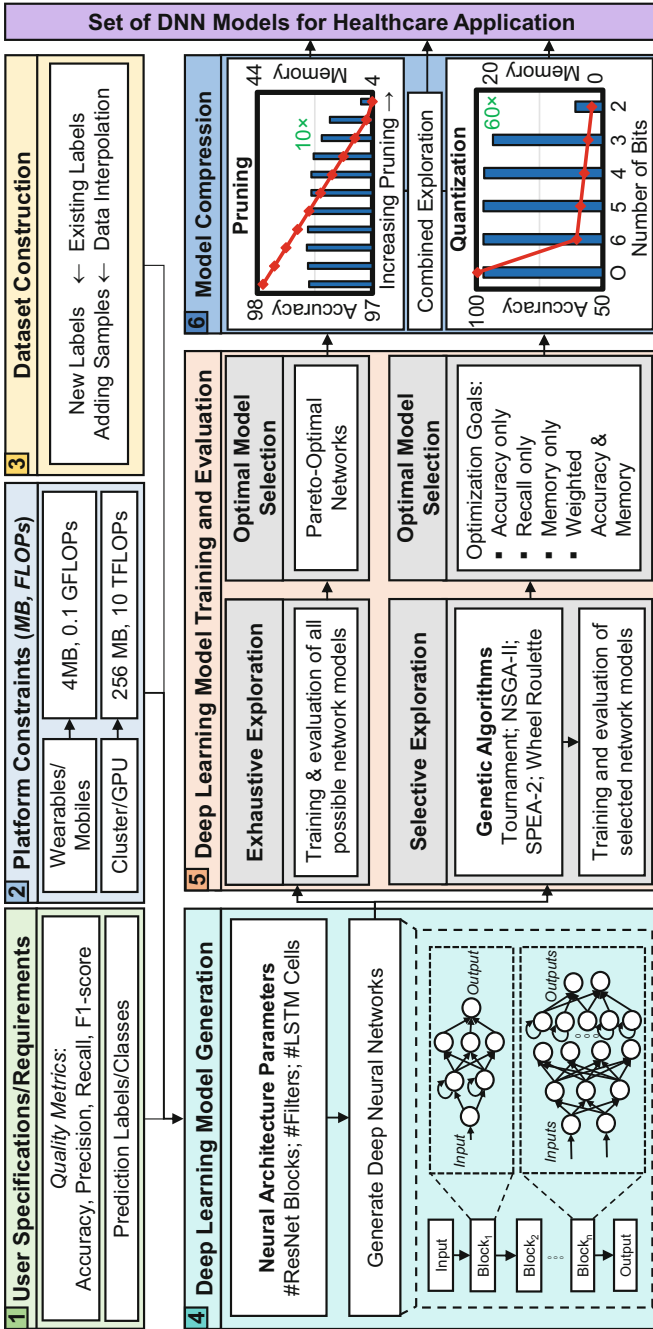 1 User Specifications/Requirements
Quality Metrics:
Accuracy, Precision, Recall, F1-score
Prediction Labels/Classes
2 Platform Constraints (MB, FLOPs)
Wearables/
Mobiles
4MB, 0.1 GFLOPs
Cluster/GPU
256 MB, 10 TFLOPs
3 Dataset Construction
New Labels ← Existing Labels
Adding Samples ← Data Interpolation
4 Deep Learning Model Generation
Neural Architecture Parameters
#ResNet Blocks; #Filters; #LSTM Cells
Generate Deep Neural Networks
Input
Block1
Block2
Blockn
Output
Input
Output
Inputs
Outputs
5 Deep Learning Model Training and Evaluation
Exhaustive Exploration
Training & evaluation of all
possible network models
Optimal Model
Selection
Pareto-Optimal
Networks
Selective Exploration
Genetic Algorithms
Tournament; NSGA-II;
SPEA-2; Wheel Roulette
Training and evaluation of
selected network models
Optimal Model
Selection
Optimization Goals:
▪ Accuracy only
▪ Recall only
▪ Memory only
▪ Weighted
Accuracy &
Memory
6 Model Compression
Pruning
98
97
Accuracy
10×
44
4
Memory
Increasing Pruning →
Combined Exploration
Quantization
100
50
Accuracy
60×
20
0
Memory
O 6 5 4 3 2
Number of Bits
Set of DNN Models for Healthcare Application